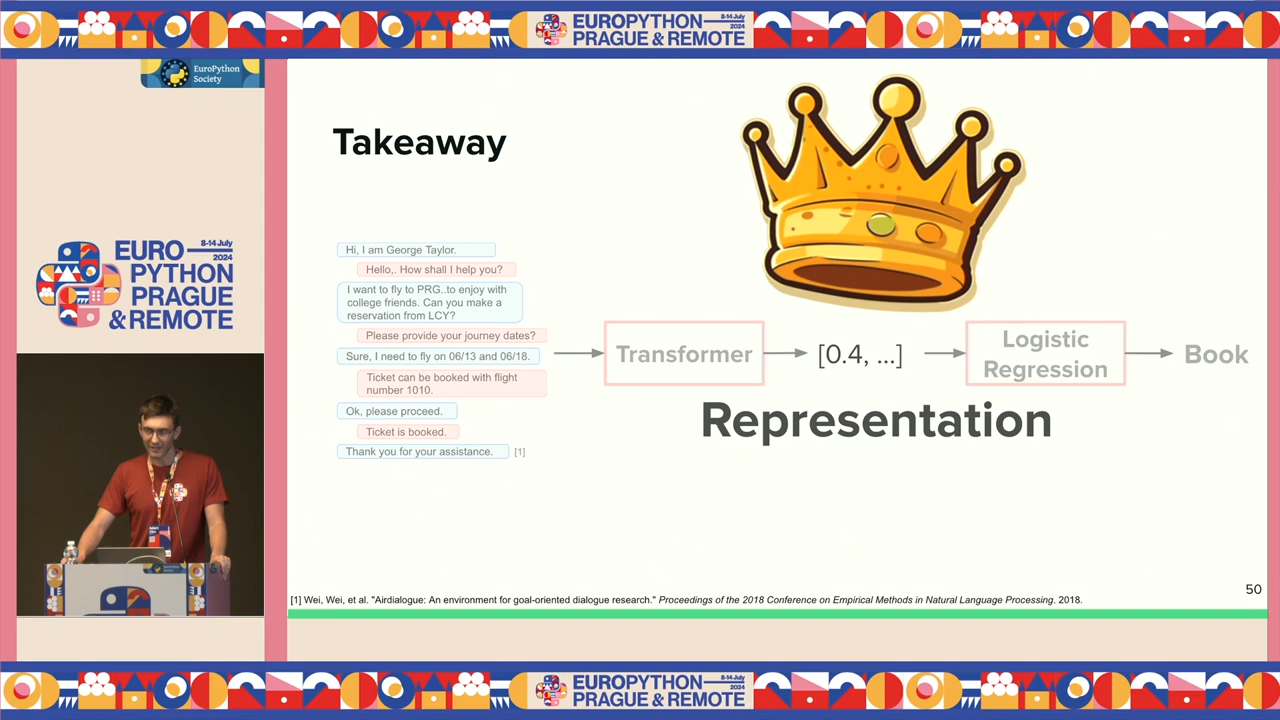 EUROPYTHON
PRAGUE & REMOTE
8-14 July
2024
EuroPython
Society
EURO
8-14 July
2024
PYTHON
PRAGUE
& REMOTE
Takeaway
Hi, I am George Taylor.
Hello,. How shall I help you?
I want to fly to PRG..to enjoy with
college friends. Can you make a
reservation from LCY?
Please provide your journey dates?
Sure, I need to fly on 06/13 and 06/18.
Ticket can be booked with flight
number 1010.
Ok, please proceed.
Ticket is booked.
Thank you for your assistance.
[1]
Transformer
[0.4, ...]
Logistic
Regression
Book
Representation
50
[1] Wei, Wei, et al. "Airdialogue: An environment for goal-oriented dialogue research." Proceedings of the 2018 Conference on Empirical Methods in Natural Language Processing. 2018.
EUROPYTHON
PRAGUE & REMOTE
8-14 July
2024